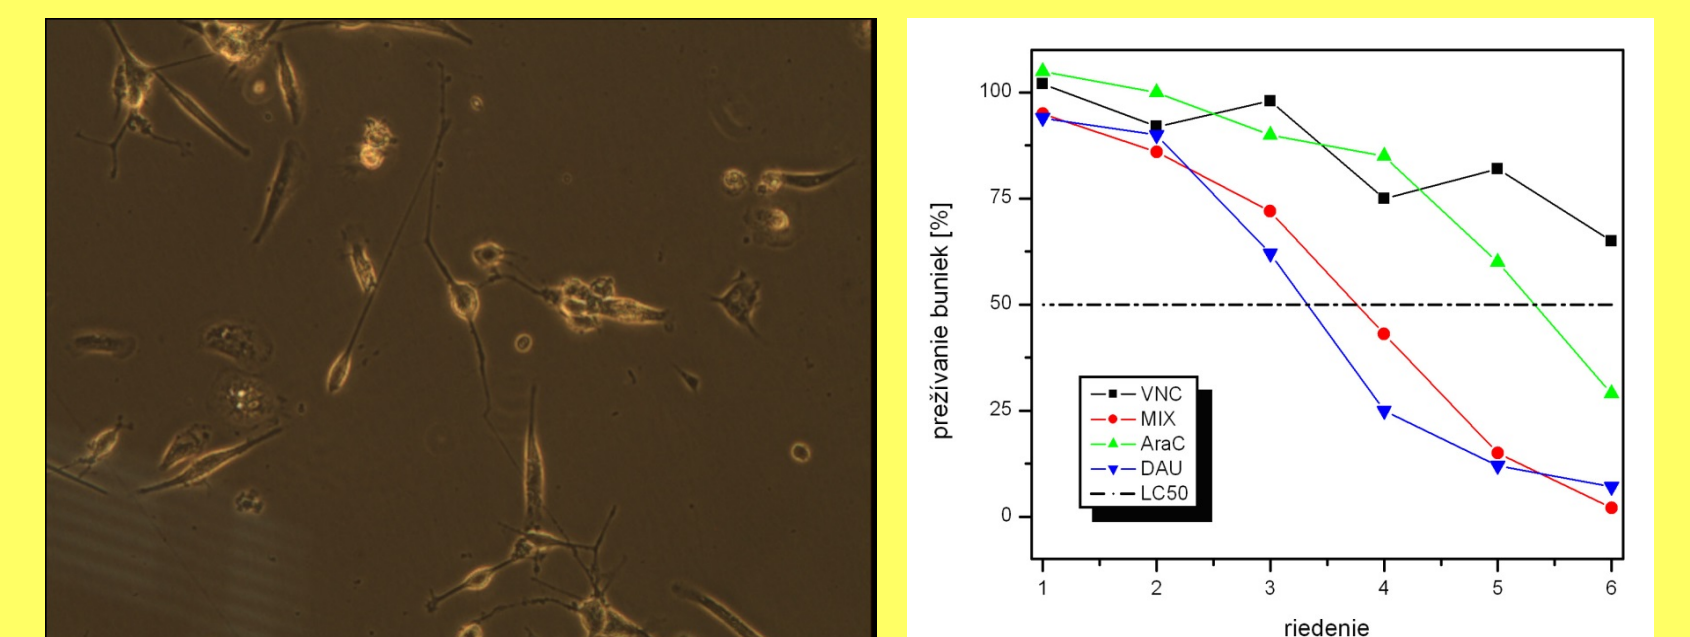 100
75
50
25
0
prežívanie buniek [%]
VNC
MIX
AraC
DAU
LC50
1 2 3 4 5 6
riedenie